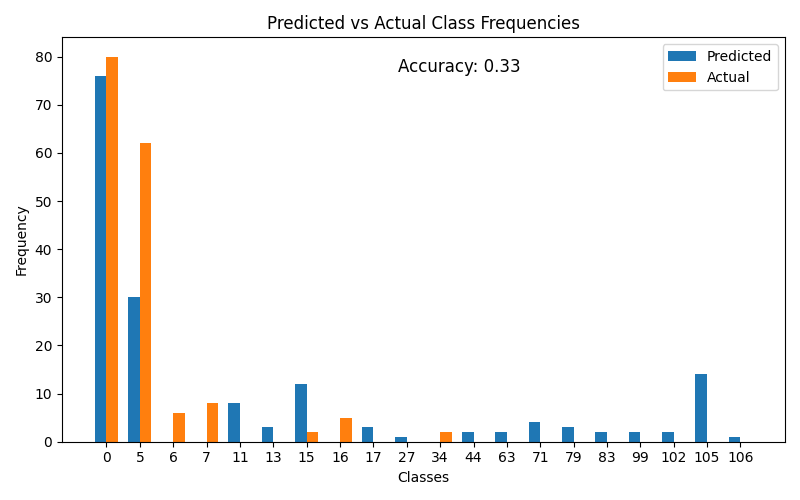 Predicted vs Actual Class Frequencies
Accuracy: 0.33
Predicted
Actual
Frequency
80
70
60
50
40
30
20
10
0
0 5 6 7 11 13 15 16 17 27 34 44 63 71 79 83 99 102 105 106
Classes